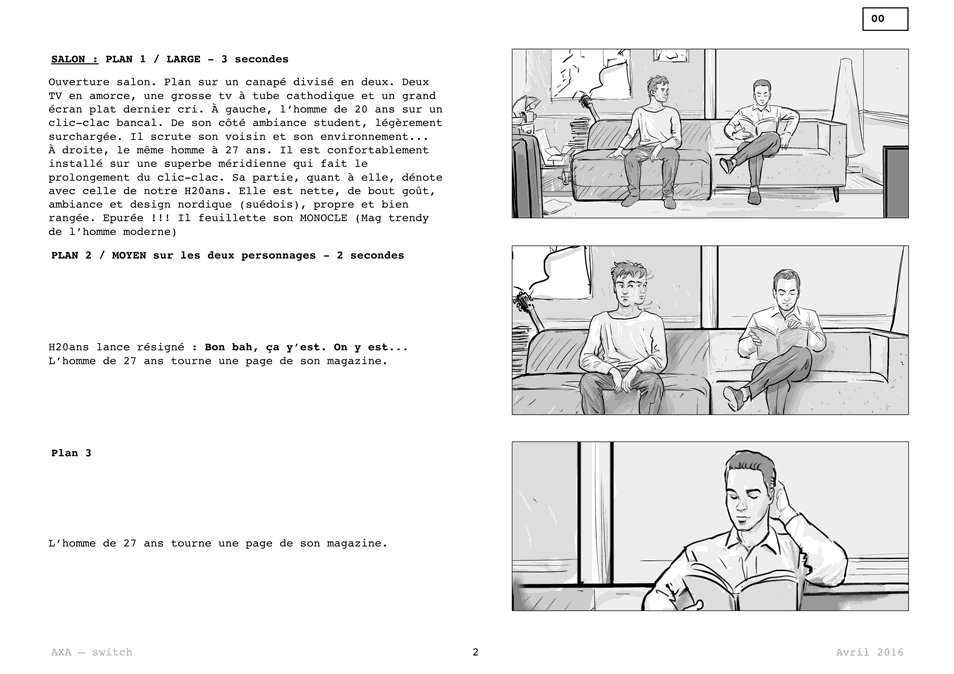 00
SALON : PLAN 1 / LARGE – 3 secondes
Ouverture salon. Plan sur un canapé divisé en deux. Deux
TV en amorce, une grosse tv à tube cathodique et un grand
écran plat dernier cri. À gauche, l’homme de 20 ans sur un
clic-clac bancal. De son côté ambiance student, légèrement
surchargée. Il scrute son voisin et son environnement...
À droite, le même homme à 27 ans. Il est confortablement
installé sur une superbe méridienne qui fait le
prolongement du clic-clac. Sa partie, quant à elle, dénote
avec celle de notre H20ans. Elle est nette, de bout goût,
ambiance et design nordique (suédois), propre et bien
rangée. Epurée !!! Il feuillette son MONOCLE (Mag trendy
de l’homme moderne)
PLAN 2 / MOYEN sur les deux personnages – 2 secondes
H20ans lance résigné : Bon bah, ça y’est. On y est...
L’homme de 27 ans tourne une page de son magazine.
Plan 3
L’homme de 27 ans tourne une page de son magazine.
AXA – switch
2
Avril 2016